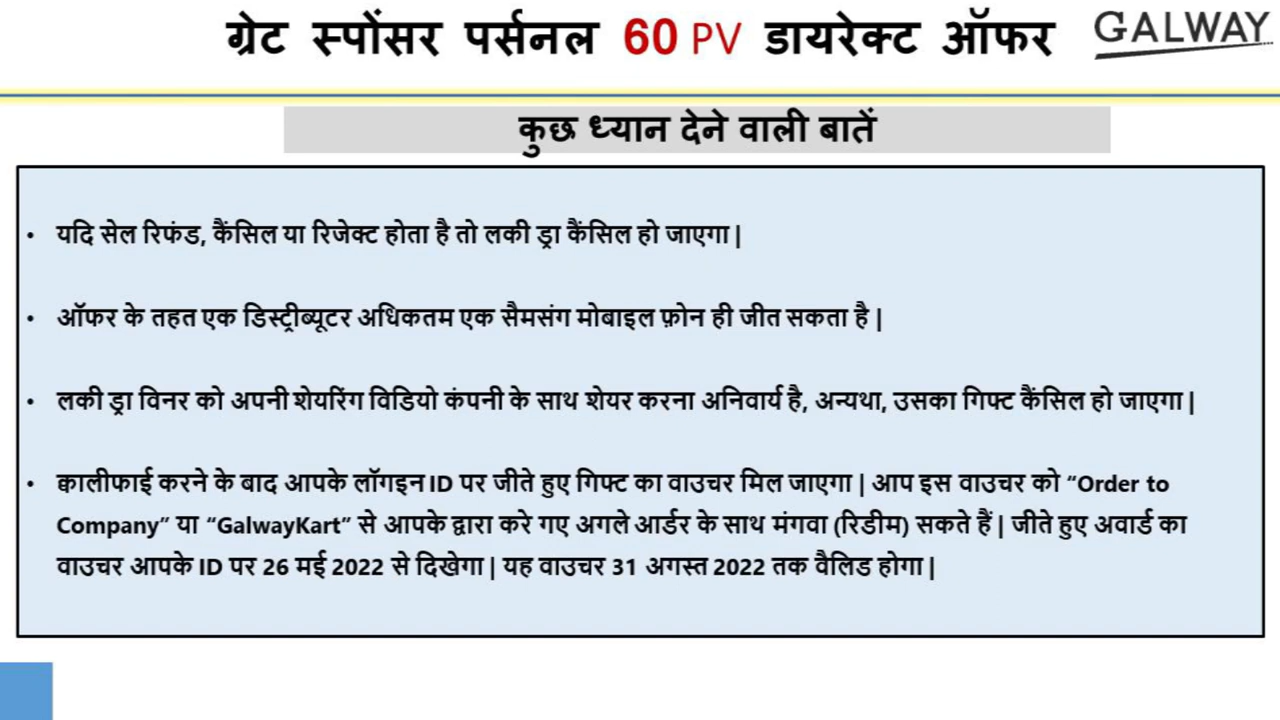 ग्रेट स्पोंसर पर्सनल 60 PV डायरेक्ट ऑफर
GALWAY
कुछ ध्यान देने वाली बातें
• यदि सेल रिफंड, कैंसिल या रिजेक्ट होता है तो लकी ड्रा कैंसिल हो जाएगा |
• ऑफर के तहत एक डिस्ट्रीब्यूटर अधिकतम एक सैमसंग मोबाइल फ़ोन ही जीत सकता है |
• लकी ड्रा विनर को अपनी शेयरिंग विडियो कंपनी के साथ शेयर करना अनिवार्य है, अन्यथा, उसका गिफ्ट कैंसिल हो जाएगा |
• क्वालीफाई करने के बाद आपके लॉगइन ID पर जीते हुए गिफ्ट का वाउचर मिल जाएगा | आप इस वाउचर को “Order to
Company” या “GalwayKart” से आपके द्वारा करे गए अगले आर्डर के साथ मंगवा (रिडीम) सकते हैं | जीते हुए अवार्ड का
वाउचर आपके ID पर 26 मई 2022 से दिखेगा | यह वाउचर 31 अगस्त 2022 तक वैलिड होगा |